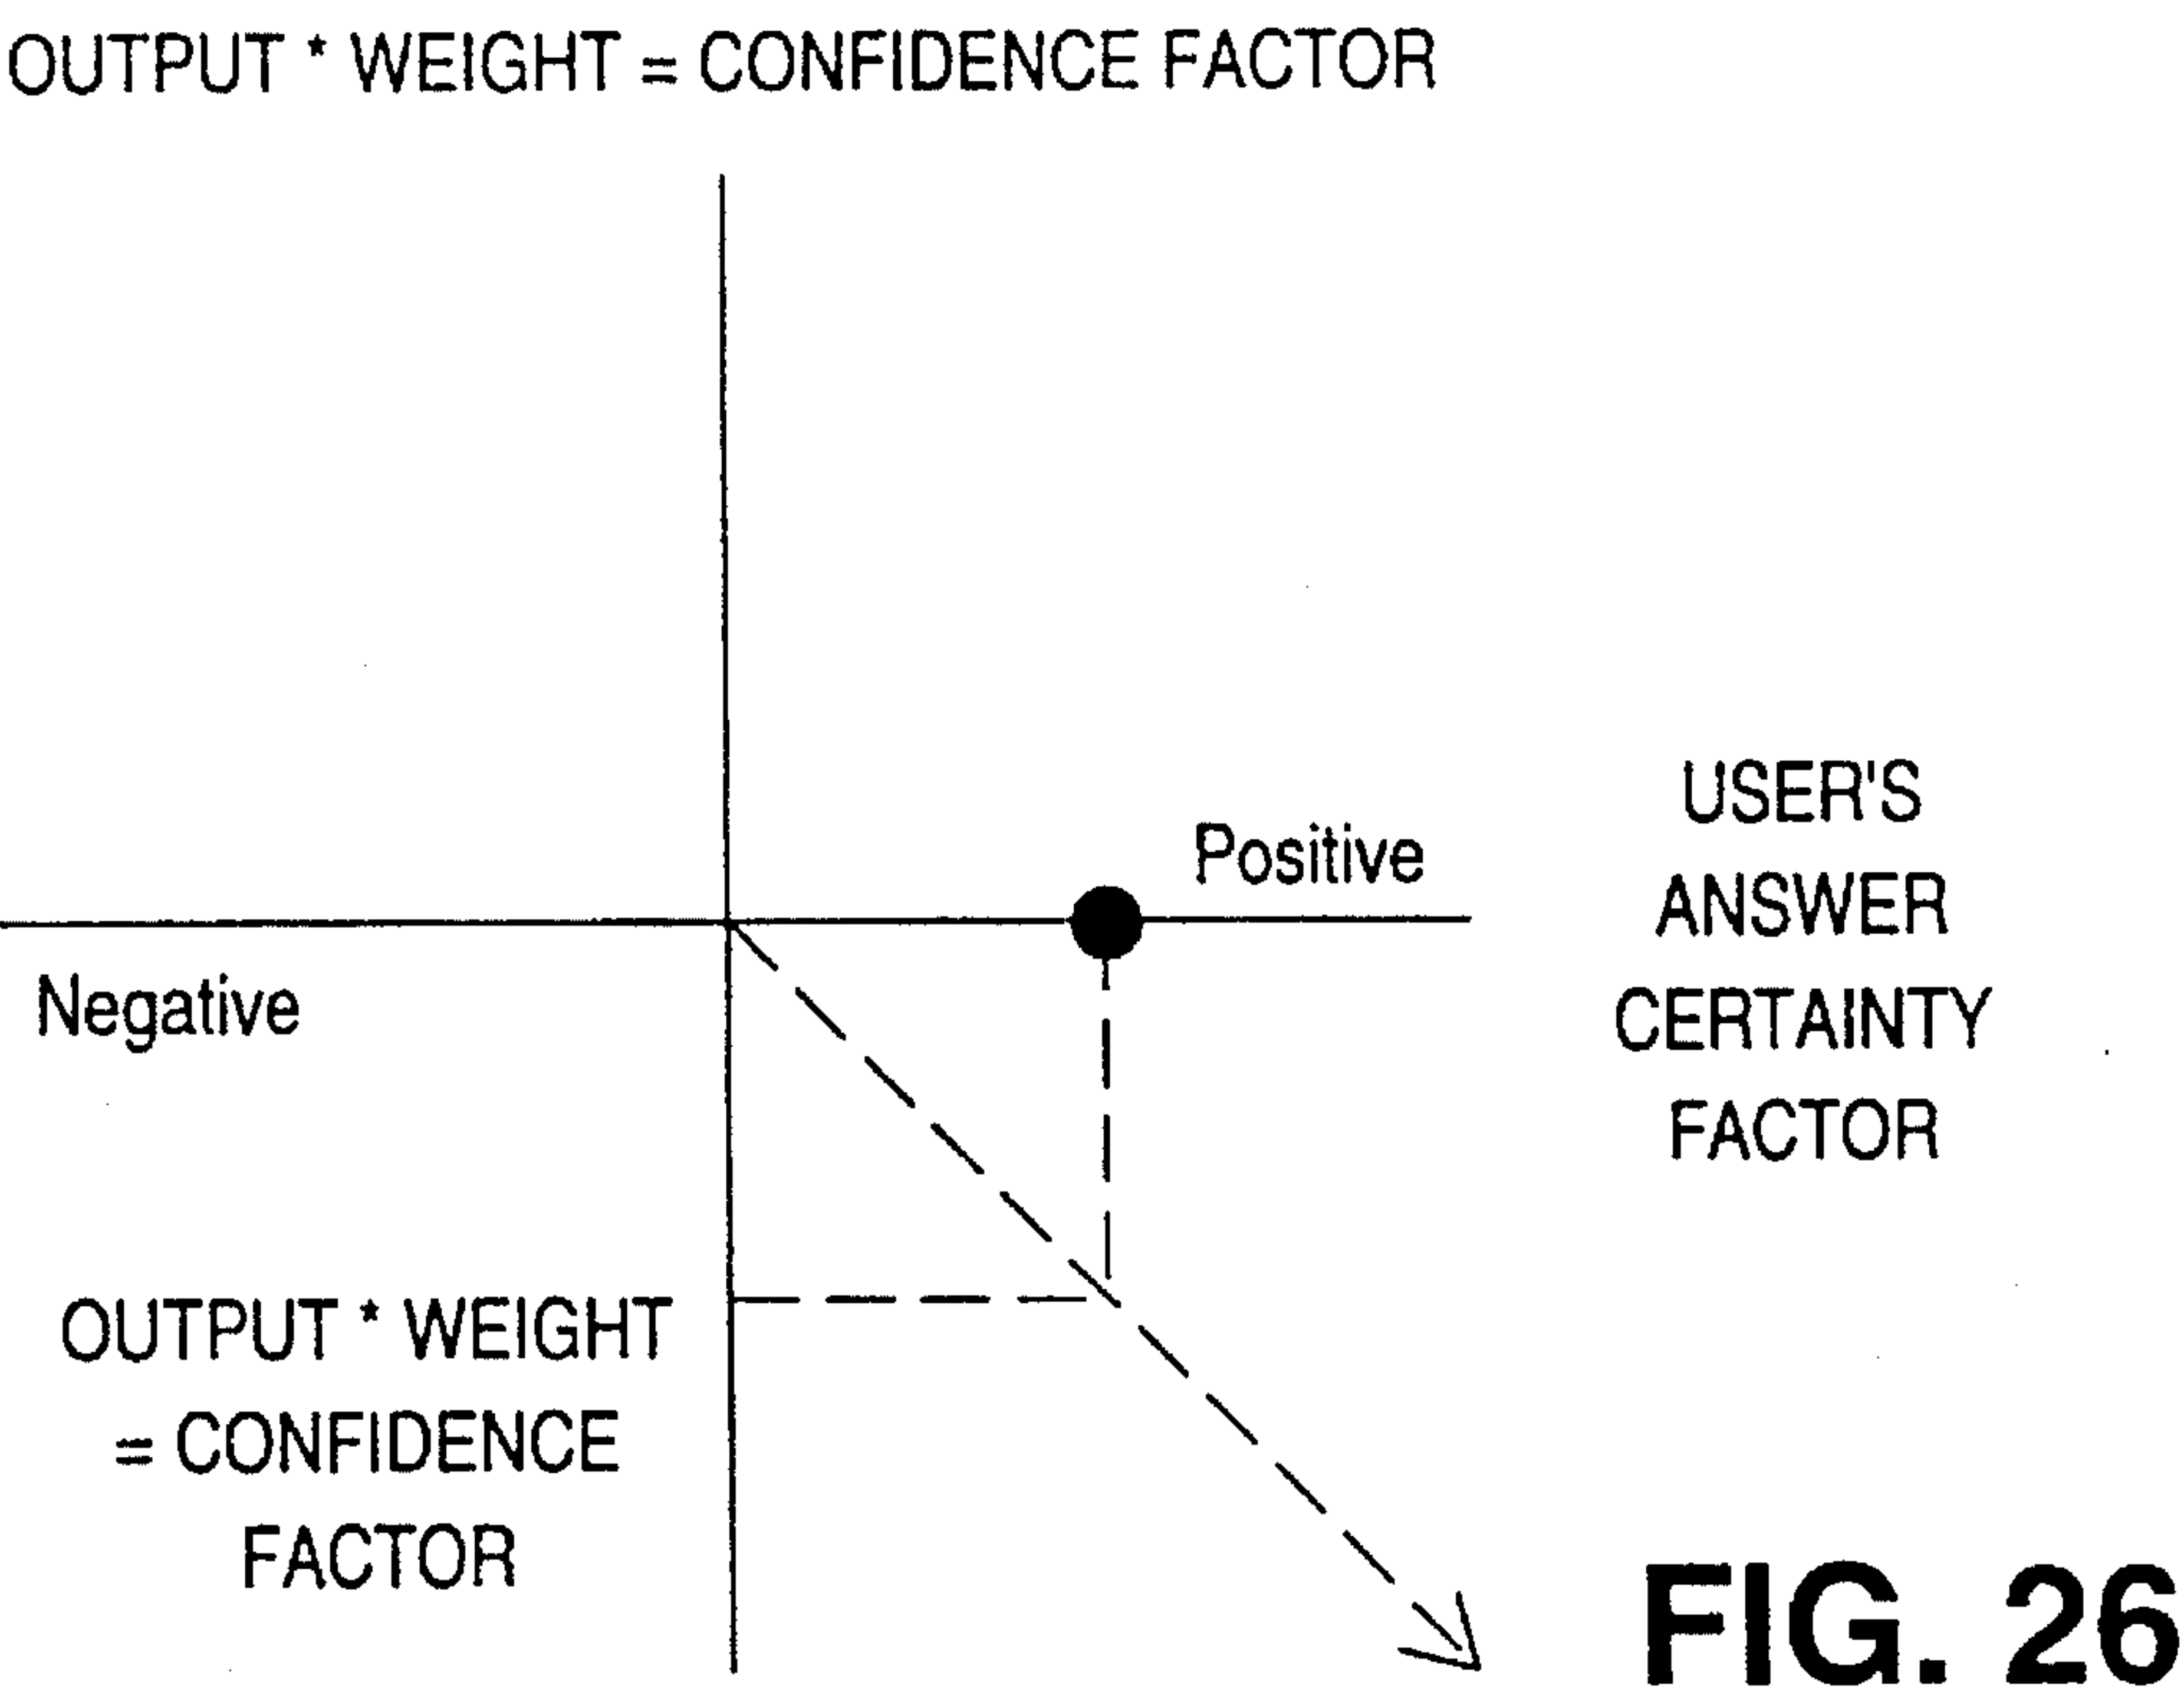 OUTPUT * WEIGHT = CONFIDENCE FACTOR
Positive
USER'S
ANSWER
CERTAINTY
FACTOR
Negative
OUTPUT * WEIGHT
= CONFIDENCE
FACTOR
FIG. 26